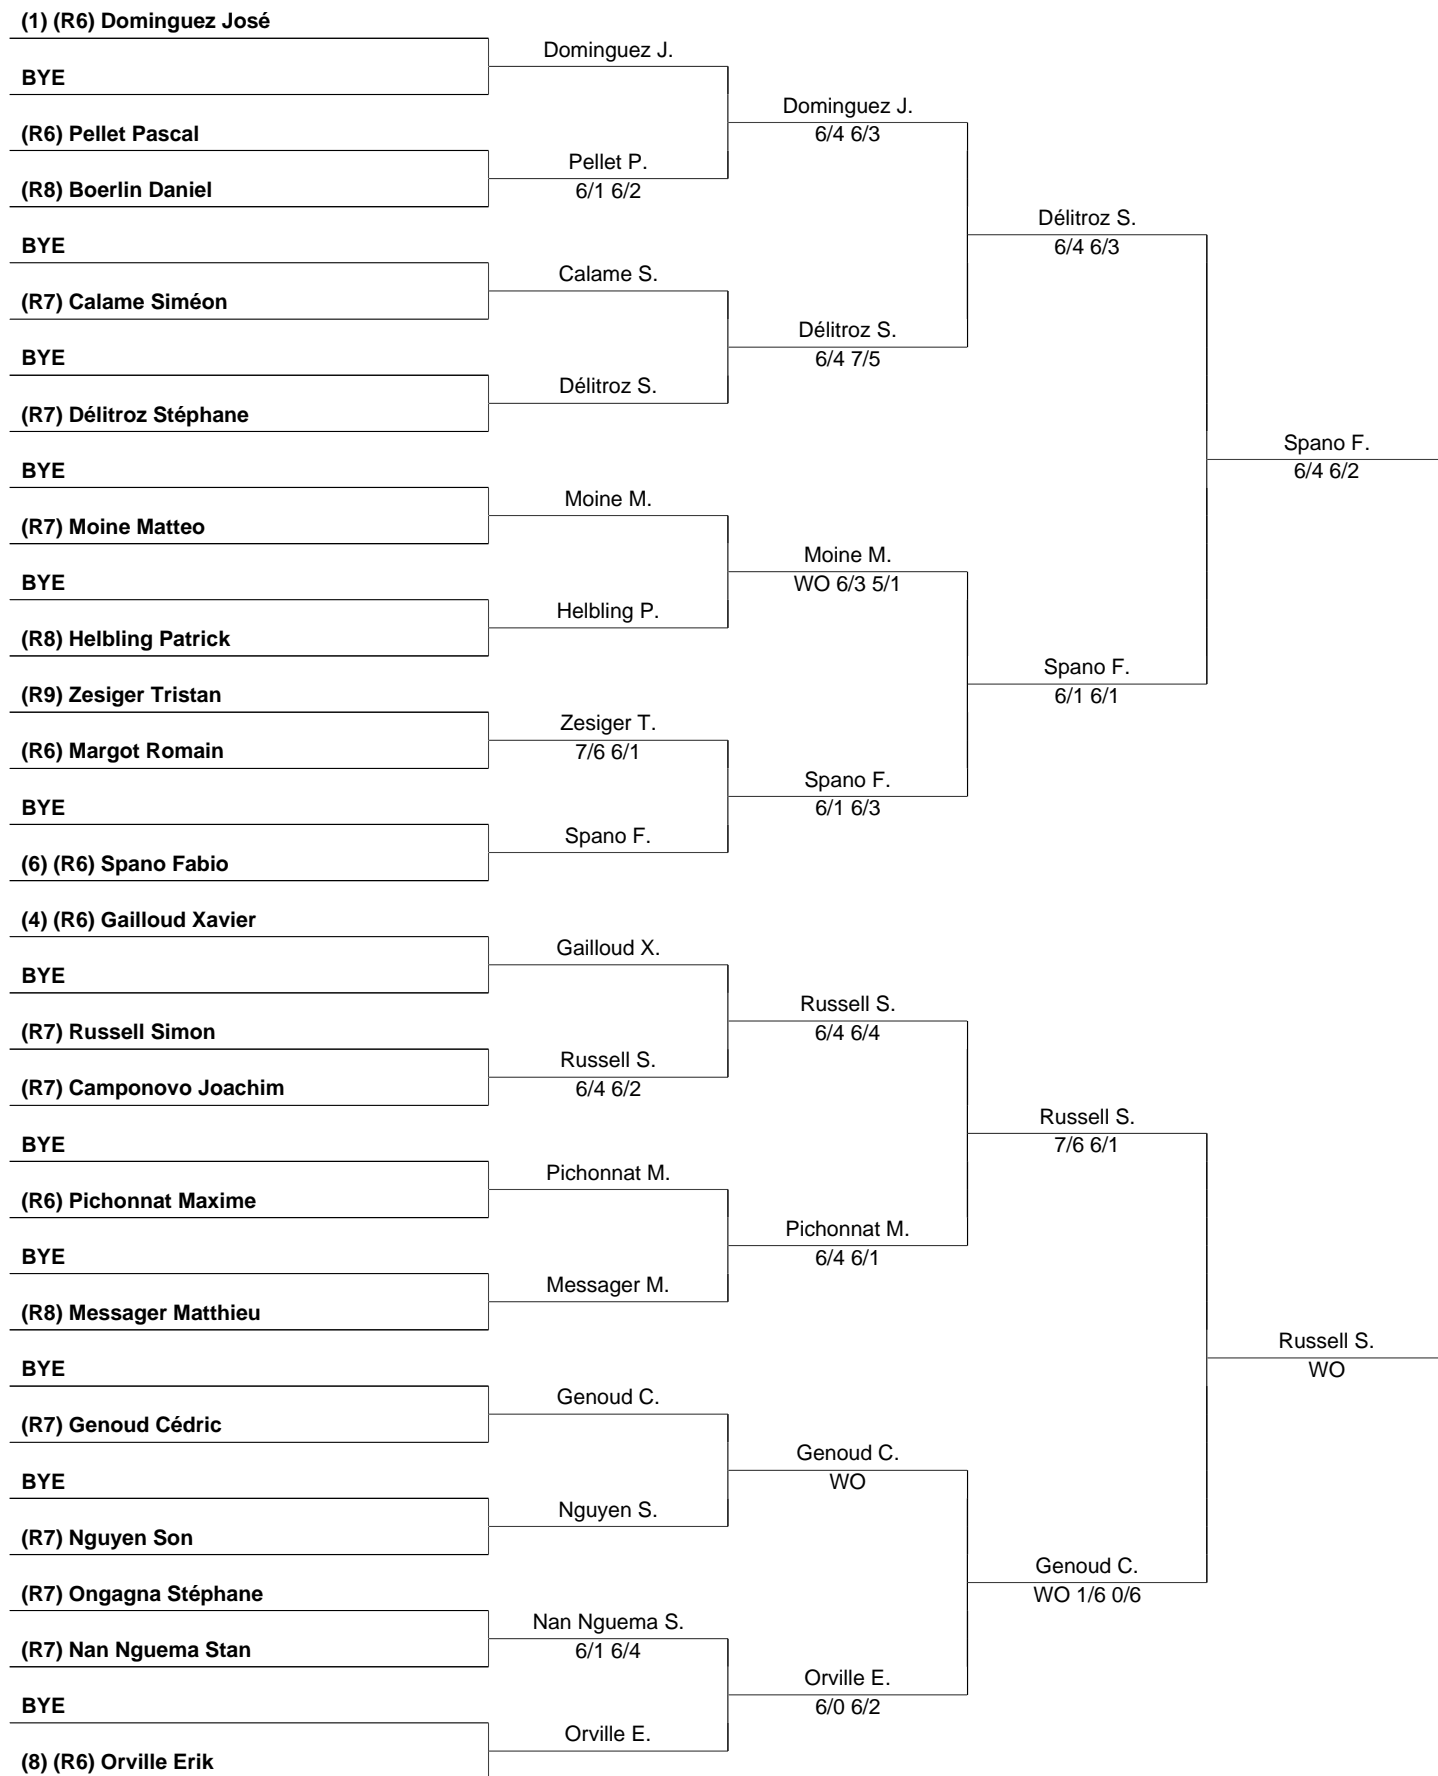 (1) (R6) Dominguez José
BYE
(R6) Pellet Pascal
(R8) Boerlin Daniel
BYE
(R7) Calame Siméon
BYE
(R7) Délitroz Stéphane
BYE
(R7) Moine Matteo
BYE
(R8) Helbling Patrick
(R9) Zesiger Tristan
(R6) Margot Romain
BYE
(6) (R6) Spano Fabio
(4) (R6) Gailloud Xavier
BYE
(R7) Russell Simon
(R7) Camponovo Joachim
BYE
(R6) Pichonnat Maxime
BYE
(R8) Messager Matthieu
BYE
(R7) Genoud Cédric
BYE
(R7) Nguyen Son
(R7) Ongagna Stéphane
(R7) Nan Nguema Stan
BYE
(8) (R6) Orville Erik
Dominguez J.
Pellet P.
6/1 6/2
Calame S.
Délitroz S.
Moine M.
Helbling P.
Zesiger T.
7/6 6/1
Spano F.
Gailloud X.
Russell S.
6/4 6/2
Pichonnat M.
Messager M.
Genoud C.
Nguyen S.
Nan Nguema S.
6/1 6/4
Orville E.
Dominguez J.
6/4 6/3
Délitroz S.
6/4 7/5
Moine M.
WO 6/3 5/1
Spano F.
6/1 6/3
Russell S.
6/4 6/4
Pichonnat M.
6/4 6/1
Genoud C.
WO
Orville E.
6/0 6/2
Délitroz S.
6/4 6/3
Spano F.
6/1 6/1
Russell S.
7/6 6/1
Genoud C.
WO 1/6 0/6
Spano F.
6/4 6/2
Russell S.
WO